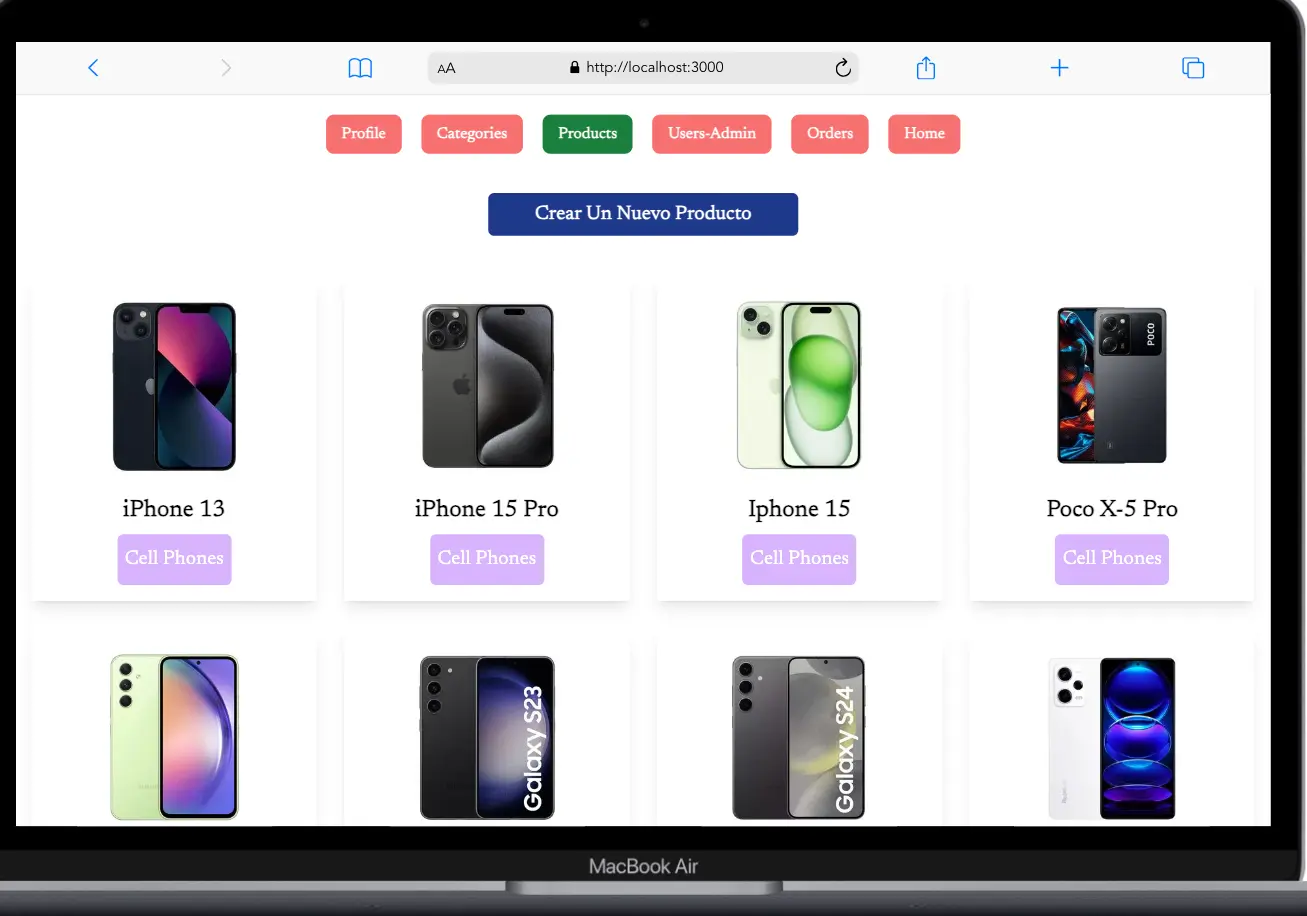 AA http://localhost:3000
Profile Categories Products Users-Admin Orders Home
Crear Un Nuevo Producto
POCO
iPhone 13 iPhone 15 Pro Iphone 15 Poco X-5 Pro
Cell Phones Cell Phones Cell Phones Cell Phones
Galaxy S23 Galaxy S24
MacBook Air